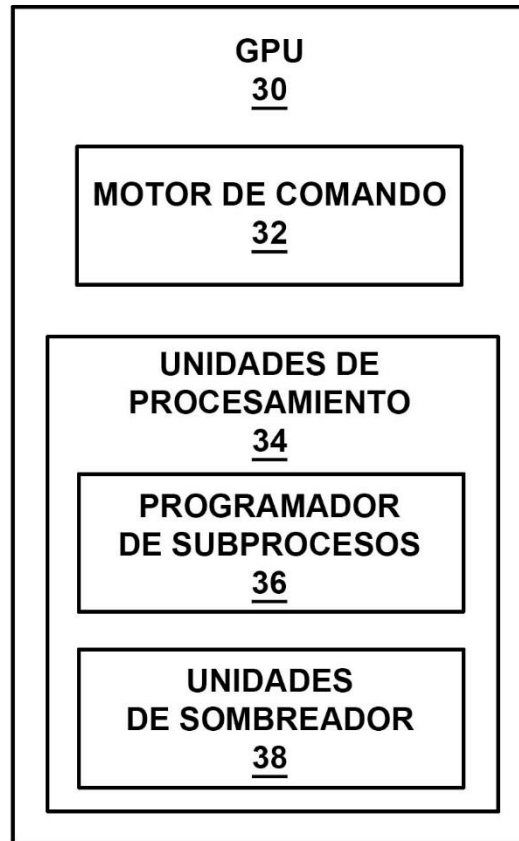 GPU
30
MOTOR DE COMANDO
32
UNIDADES DE
PROCESAMIENTO
34
PROGRAMADOR
DE SUBPROCESOS
36
UNIDADES
DE SOMBREADOR
38